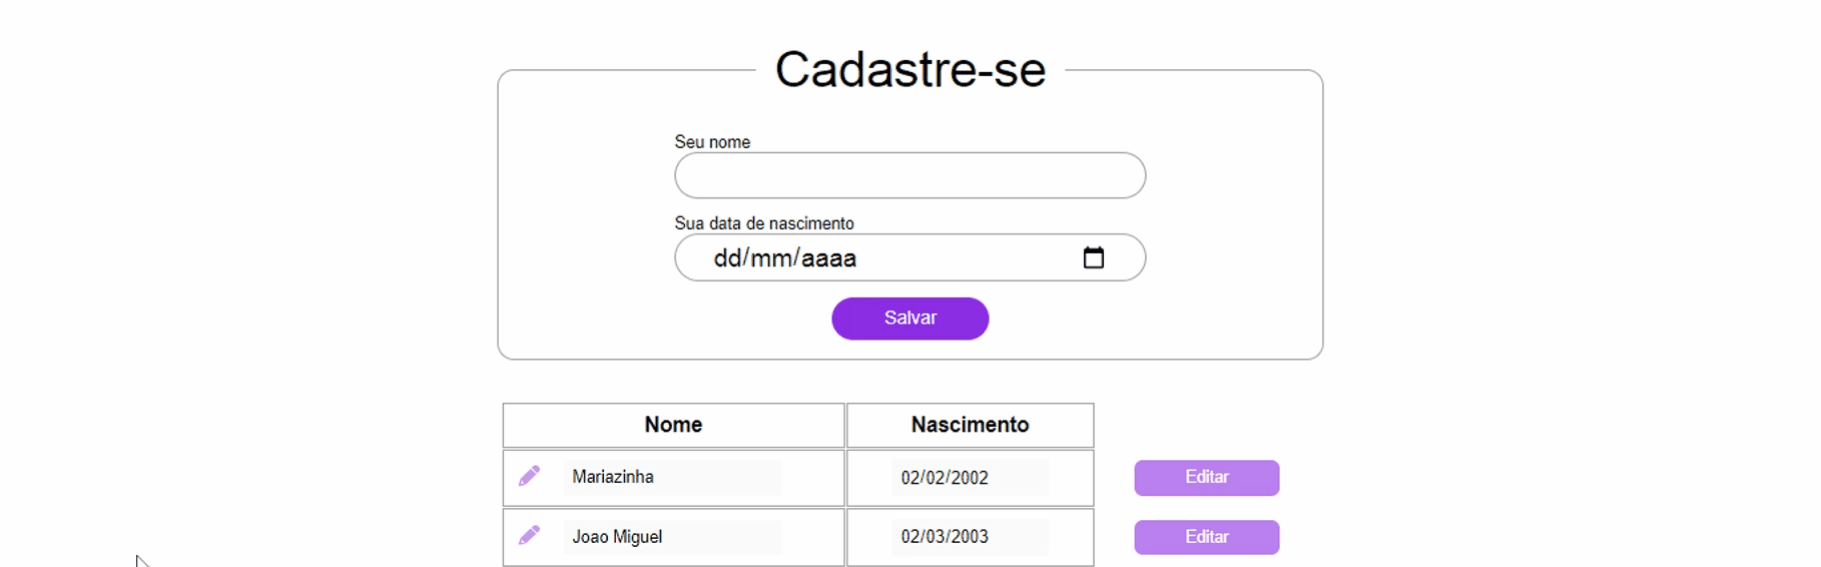 Cadastre-se
Seu nome
Sua data de nascimento
dd/mm/aaaa
Salvar
Nome Nascimento
Mariazinha 02/02/2002 Editar
Joao Miguel 02/03/2003 Editar